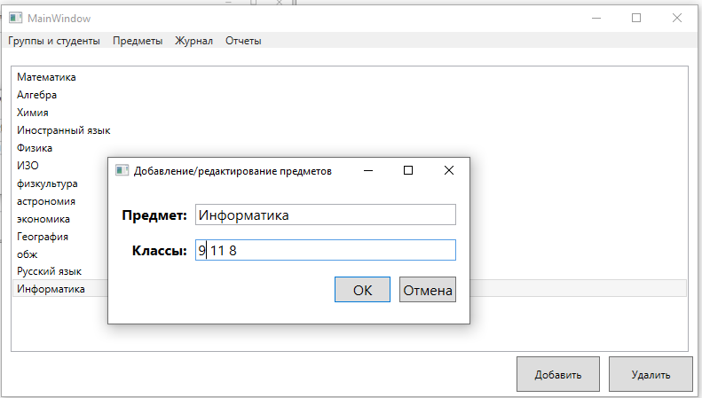 MainWindow
Группы и студенты Предметы Журнал Отчеты
Математика
Алгебра
Химия
Иностранный язык
Физика
ИЗО
физкультура
астрономия
экономика
География
обж
Русский язык
Информатика
Добавление/редактирование предметов
Предмет: Информатика
Классы: 9 11 8
OK Отмена
Добавить Удалить